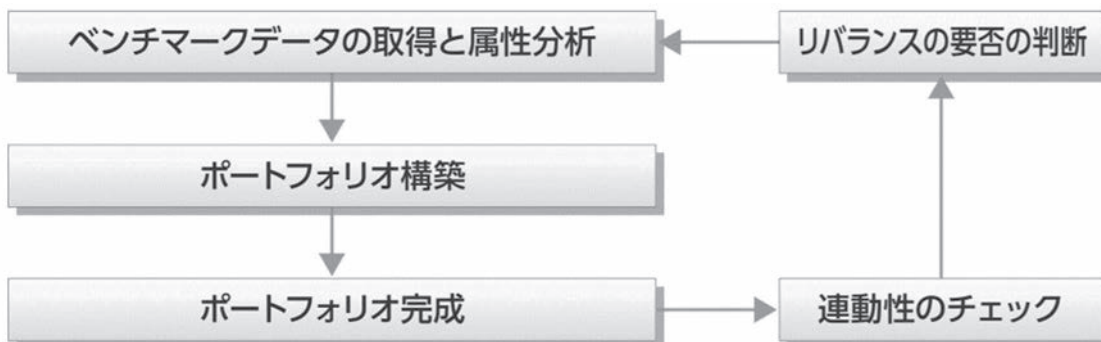 ベンチマークデータの取得と属性分析
リバランスの要否の判断
ポートフォリオ構築
ポートフォリオ完成
連動性のチェック